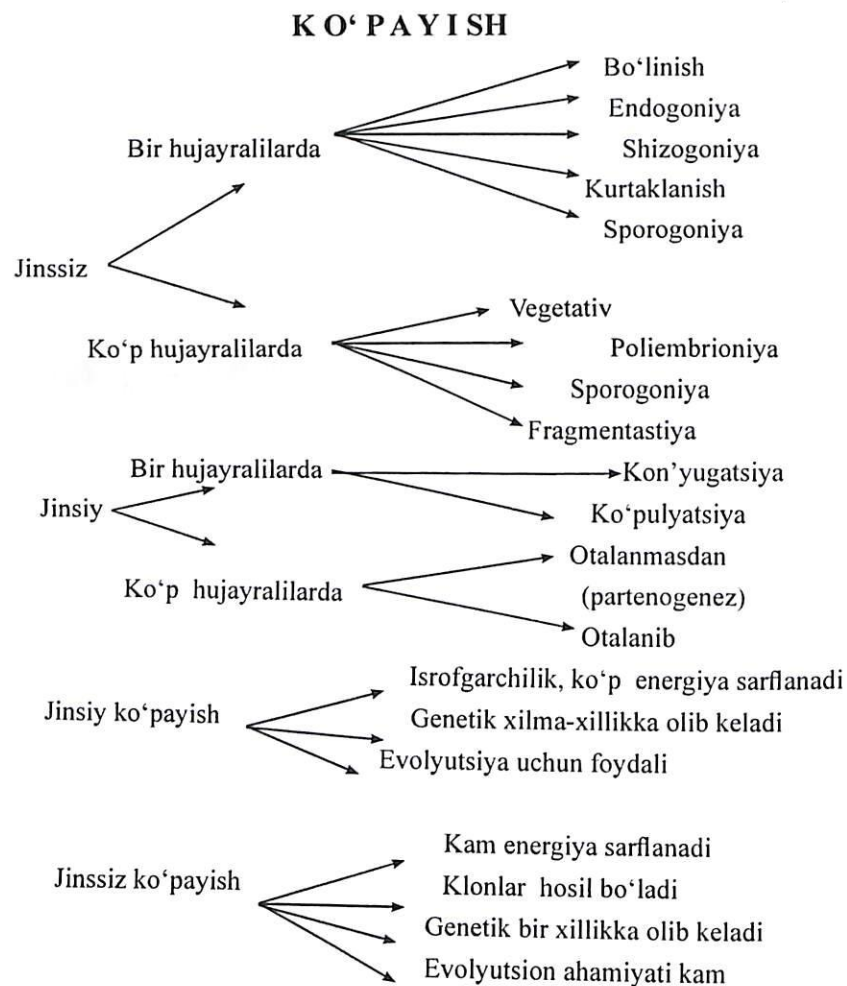 KO‘PAYISH
Bo‘linish
Endogoniya
Bir hujayralilarda
Shizogoniya
Kurtaklanish
Sporogoniya
Jinssiz
Vegetativ
Ko‘p hujayralilarda
Poliembrioniya
Sporogoniya
Fragmentastiya
Bir hujayralilarda
Kon’yugatsiya
Jinsiy
Ko‘pulyatsiya
Otalanmasdan
Ko‘p hujayralilarda
(partenogenez)
Otalanib
Isrofgarchilik, ko‘p energiya sarflanadi
Jinsiy ko‘payish
Genetik xilma-xillikka olib keladi
Evolyutsiya uchun foydali
Kam energiya sarflanadi
Jinssiz ko‘payish
Klonlar hosil bo‘ladi
Genetik bir xillikka olib keladi
Evolyutsion ahamiyati kam